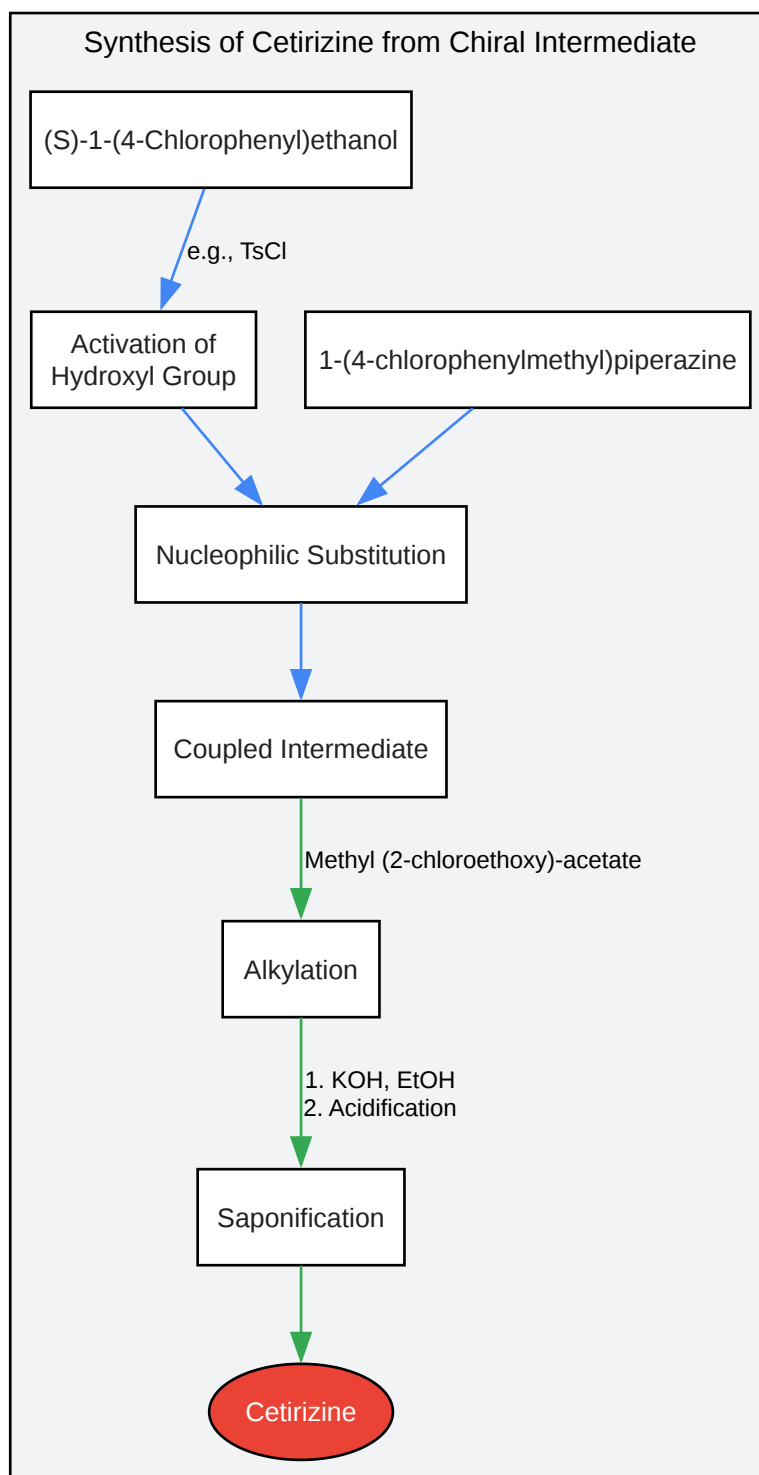 Synthesis of Cetirizine from Chiral Intermediate
(S)-1-(4-Chlorophenyl)ethanol
e.g., TsCl
Activation of
Hydroxyl Group
1-(4-chlorophenylmethyl)piperazine
Nucleophilic Substitution
Coupled Intermediate
Methyl (2-chloroethoxy)-acetate
Alkylation
1. KOH, EtOH
2. Acidification
Saponification
Cetirizine